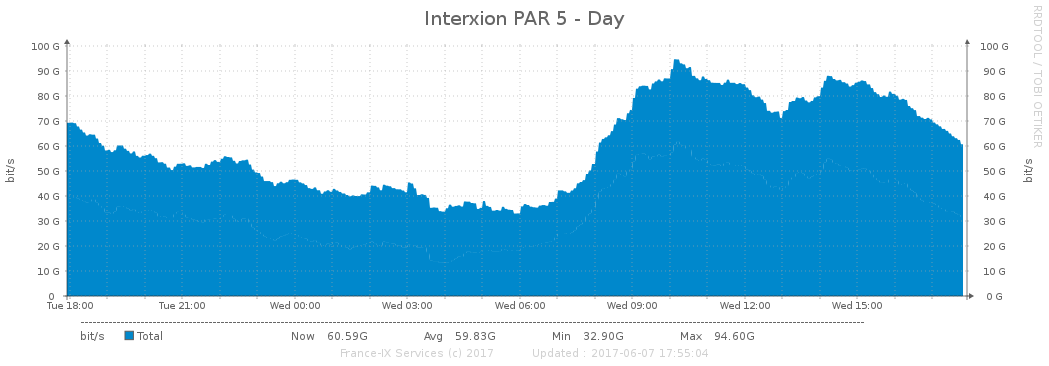 Interxion PAR 5 - Day
RRDTOOL / TOBI OETIKER
bit/s
100 G 100 G
90 G 90 G
80 G 80 G
70 G 70 G
60 G 60 G
50 G 50 G
40 G 40 G
30 G 30 G
20 G 20 G
10 G 10 G
0 0 G
bit/s
Tue 18:00 Tue 21:00 Wed 00:00 Wed 03:00 Wed 06:00 Wed 09:00 Wed 12:00 Wed 15:00
bit/s Total Now 60.59G Avg 59.83G Min 32.90G Max 94.60G
France-IX Services (c) 2017 Updated : 2017-06-07 17:55:04